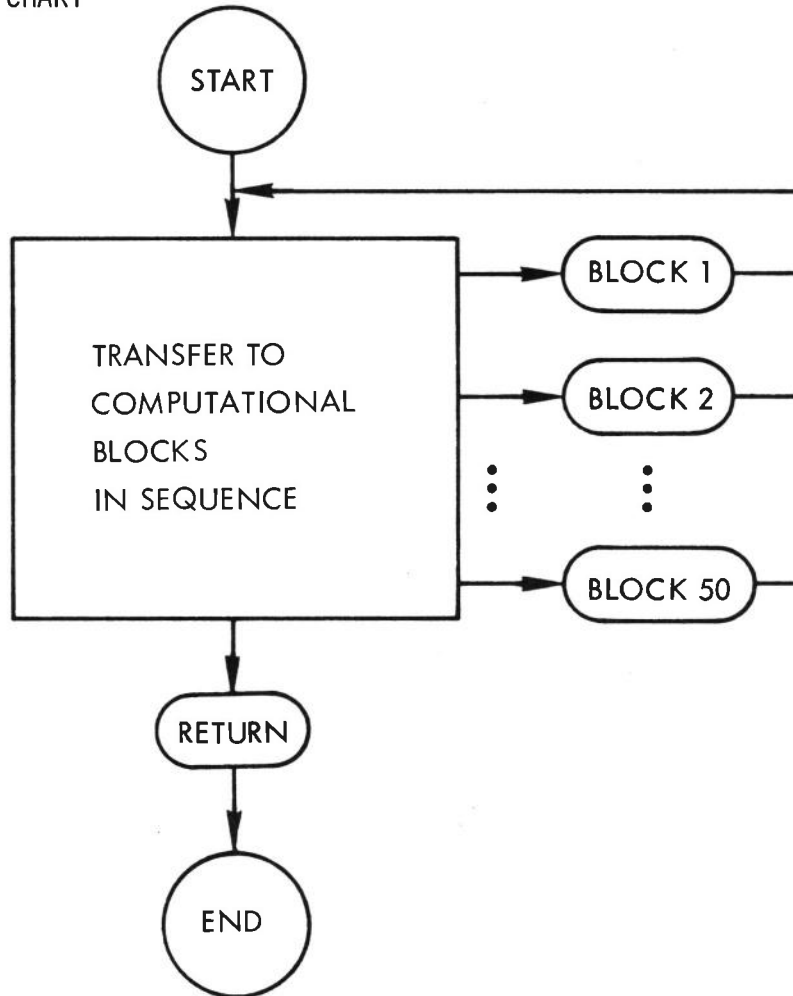 CHART
START
BLOCK 1
TRANSFER TO
COMPUTATIONAL
BLOCK 2
BLOCKS
IN SEQUENCE
BLOCK 50
RETURN
END